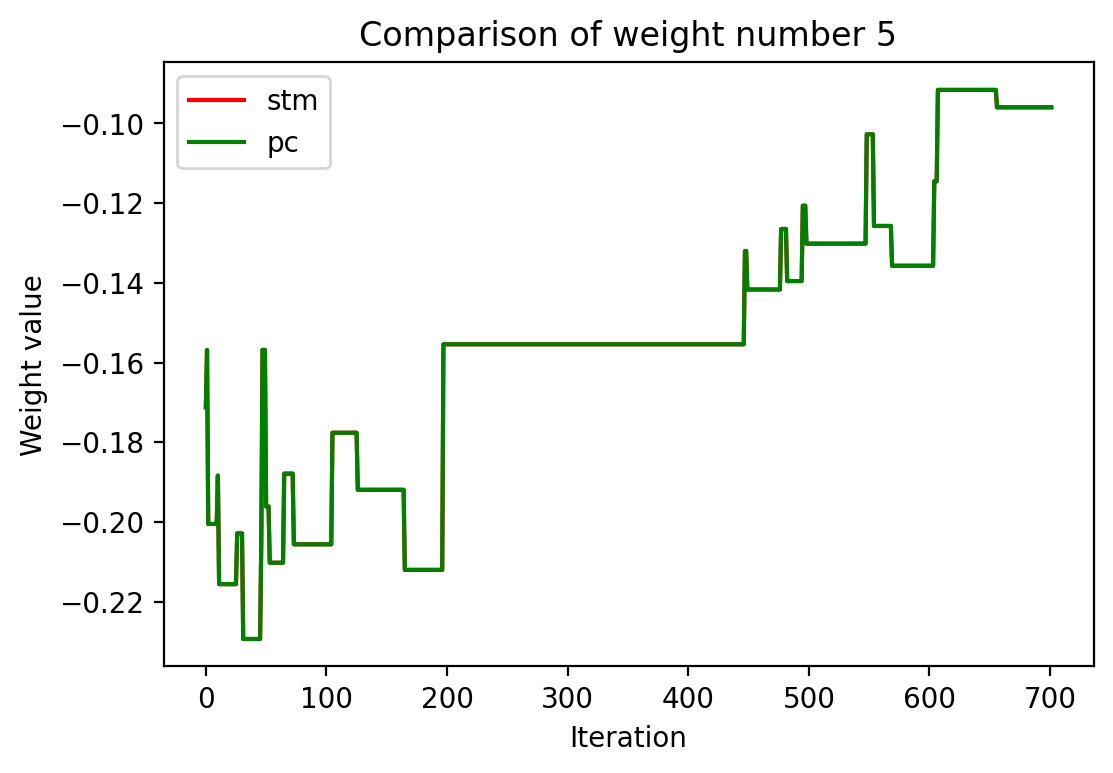 Comparison of weight number 5
stm
pc
−0.10
−0.12
−0.14
−0.16
−0.18
−0.20
−0.22
Weight value
0 100 200 300 400 500 600 700
Iteration